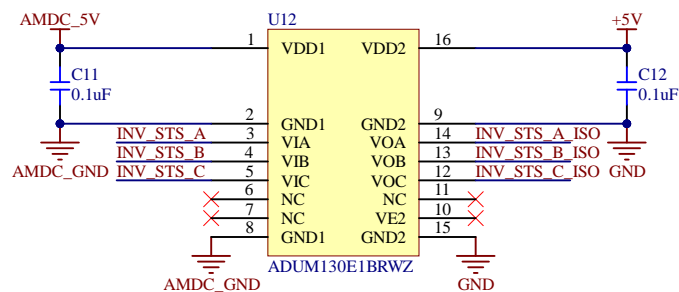 AMDC_5V U12 +5V
1 VDD1 VDD2 16
C11 C12
0.1uF 0.1uF
2 GND1 GND2 9
INV_STS_A 3 VIA VOA 14 INV_STS_A_ISO
INV_STS_B 4 VIB VOB 13 INV_STS_B_ISO
INV_STS_C 5 VIC VOC 12 INV_STS_C_ISO
AMDC_GND GND
6 NC NC 11
7 NC VE2 10
8 GND1 GND2 15
ADUM130E1BRWZ
AMDC_GND GND